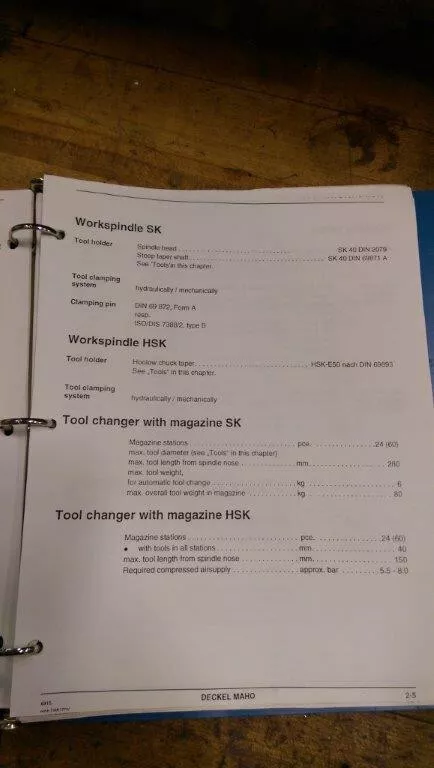 Workspindle SK
Tool holder
Spindle head SK 40 DIN 2079
Steep taper shaft SK 40 DIN 69871 A
See "Tools" in this chapter.
Tool clamping
system hydraulically / mechanically
Clamping pin DIN 69 872, Form A
resp.
ISO/DIS 7388/2, type B
Workspindle HSK
Tool holder Hoolow chuck taper HSK-E50 nach DIN 69893
See „Tools" in this chapter.
Tool clamping
system hydraulically / mechanically
Tool changer with magazine SK
Magazine stations pce. 24 (60)
max. tool diameter (see „Tools" in this chapter)
max. tool length from spindle nose mm 280
max. tool weight,
for automatic tool change kg 6
max. overall tool weight in magazine kg 80
Tool changer with magazine HSK
Magazine stations pce. 24 (60)
• with tools in all stations mm 40
max. tool length from spindle nose mm 150
Required compressed airsupply approx. bar 5.5 - 8.0
DECKEL MAHO
2-5